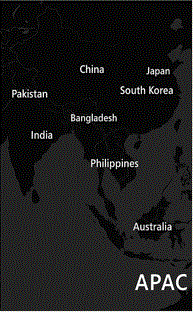 China
Japan
South Korea
Pakistan
Bangladesh
India
Philippines
Australia
APAC